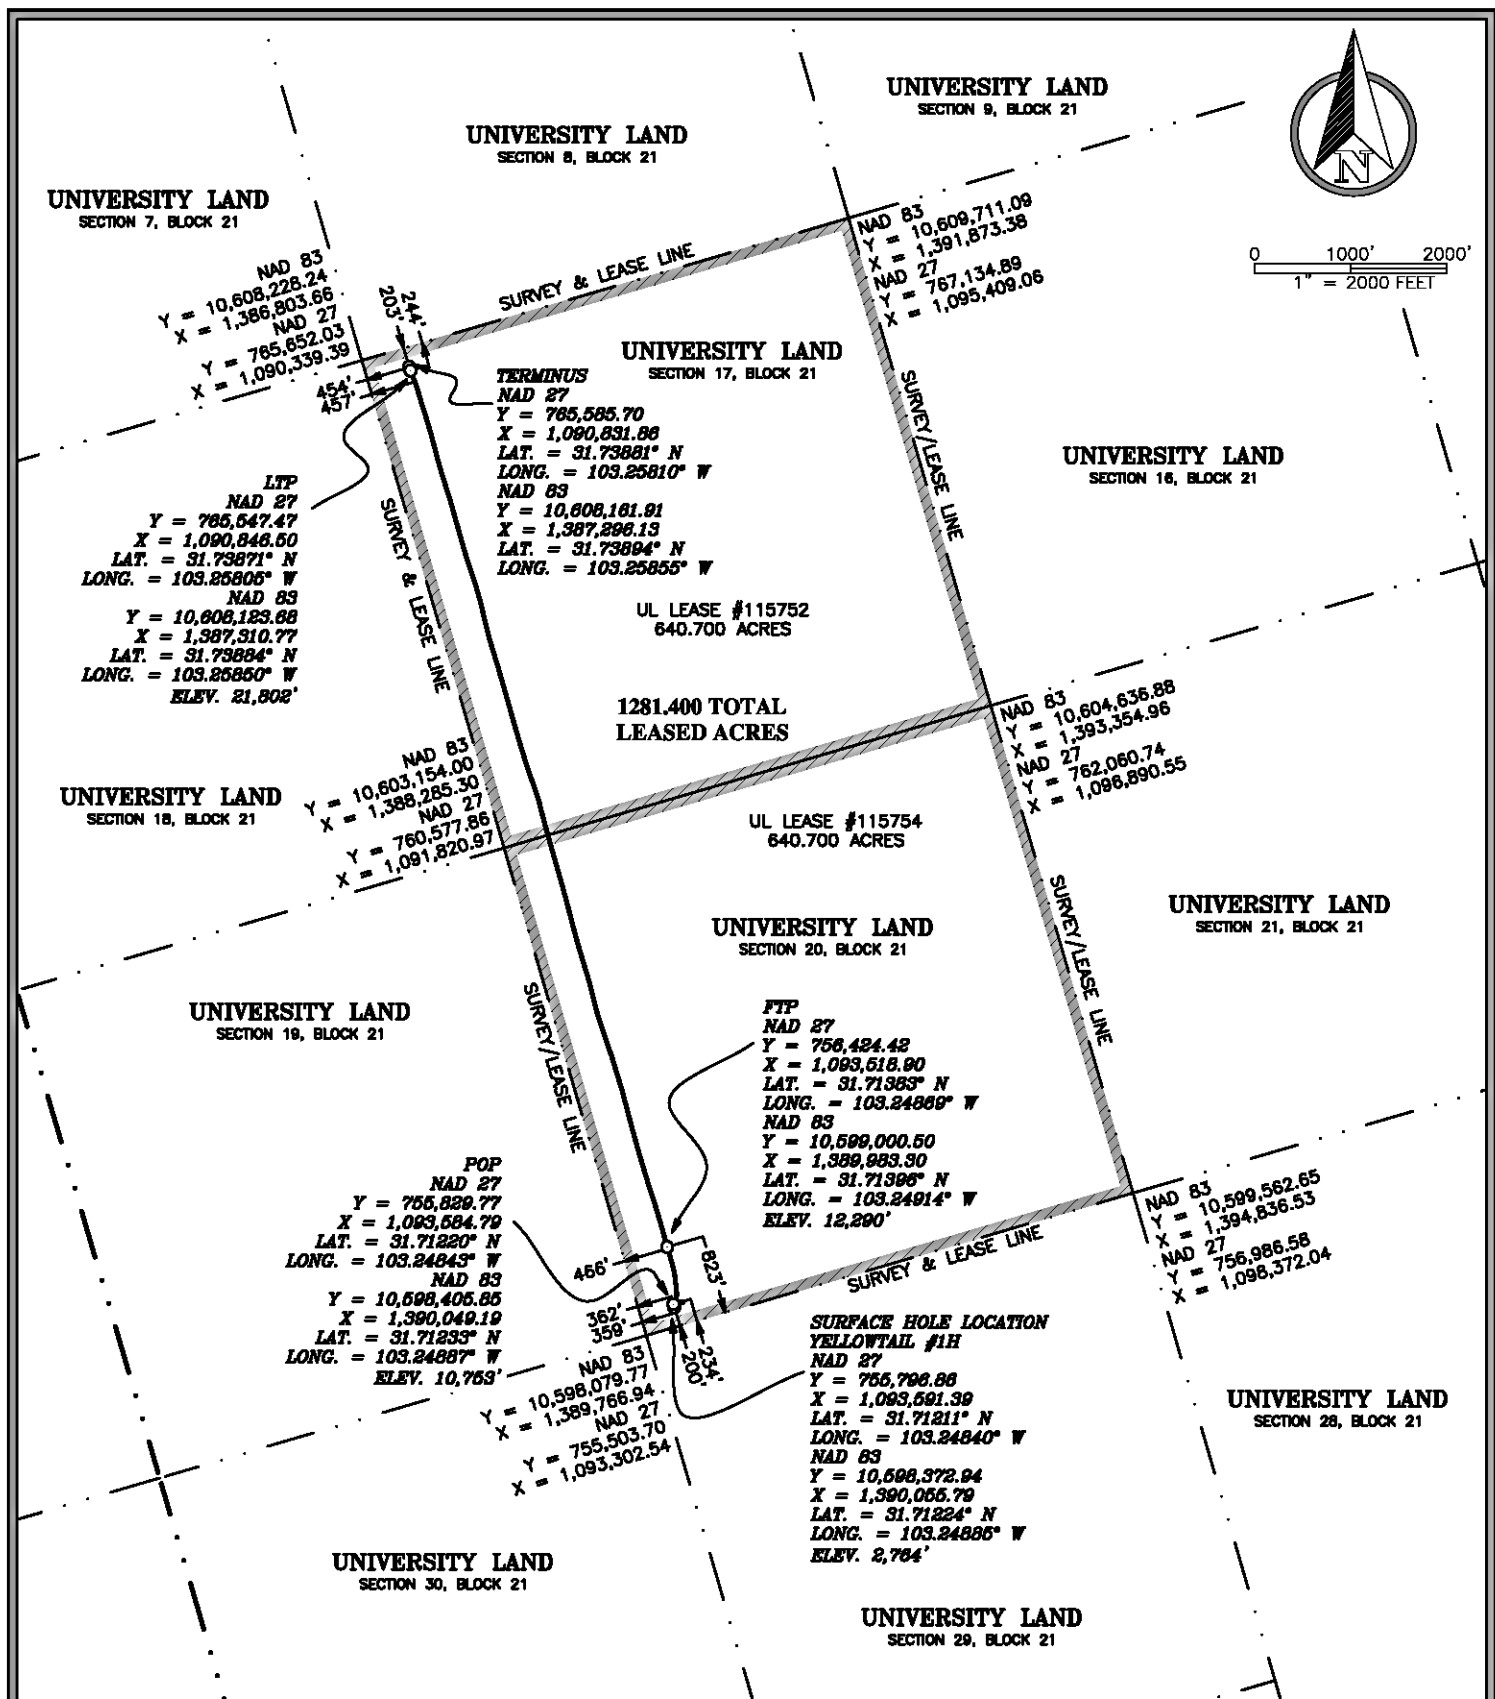 UNIVERSITY LAND
SECTION 9, BLOCK 21
UNIVERSITY LAND
SECTION 8, BLOCK 21
UNIVERSITY LAND
SECTION 7, BLOCK 21
N
0 1000' 2000'
1" = 2000 FEET
NAD 83
Y = 10,609,711.09
X = 1,391,873.38
NAD 27
Y = 767,134.89
X = 1,095,409.06
NAD 83
Y = 10,608,228.24
X = 1,386,803.66
NAD 27
Y = 765,652.03
X = 1,090,339.39
SURVEY & LEASE LINE
203'
244'
454'
457'
UNIVERSITY LAND
SECTION 17, BLOCK 21
TERMINUS
NAD 27
Y = 765,585.70
X = 1,090,831.86
LAT. = 31.73881° N
LONG. = 103.25810° W
NAD 83
Y = 10,608,161.91
X = 1,387,296.13
LAT. = 31.73894° N
LONG. = 103.25855° W
SURVEY/LEASE LINE
UNIVERSITY LAND
SECTION 16, BLOCK 21
LTP
NAD 27
Y = 765,547.47
X = 1,090,846.50
LAT. = 31.73871° N
LONG. = 103.25805° W
NAD 83
Y = 10,608,123.68
X = 1,387,310.77
LAT. = 31.73884° N
LONG. = 103.25850° W
ELEV. 21,802'
SURVEY & LEASE LINE
UL LEASE #115752
640.700 ACRES
1281.400 TOTAL
LEASED ACRES
NAD 83
Y = 10,604,636.88
X = 1,393,354.96
NAD 27
Y = 762,060.74
X = 1,096,890.55
NAD 83
Y = 10,603,154.00
X = 1,388,285.30
NAD 27
Y = 760,577.86
X = 1,091,820.97
UNIVERSITY LAND
SECTION 18, BLOCK 21
UL LEASE #115754
640.700 ACRES
UNIVERSITY LAND
SECTION 21, BLOCK 21
UNIVERSITY LAND
SECTION 20, BLOCK 21
SURVEY/LEASE LINE
UNIVERSITY LAND
SECTION 19, BLOCK 21
SURVEY/LEASE LINE
FTP
NAD 27
Y = 756,424.42
X = 1,093,518.90
LAT. = 31.71383° N
LONG. = 103.24869° W
NAD 83
Y = 10,599,000.50
X = 1,389,983.30
LAT. = 31.71396° N
LONG. = 103.24914° W
ELEV. 12,290'
POP
NAD 27
Y = 755,829.77
X = 1,093,584.79
LAT. = 31.71220° N
LONG. = 103.24843° W
NAD 83
Y = 10,598,405.85
X = 1,390,049.19
LAT. = 31.71233° N
LONG. = 103.24887° W
ELEV. 10,753'
466'
823'
362'
359'
234'
200'
SURVEY & LEASE LINE
NAD 83
Y = 10,599,562.65
X = 1,394,836.53
NAD 27
Y = 756,986.58
X = 1,098,372.04
NAD 83
Y = 10,598,079.77
X = 1,389,766.94
NAD 27
Y = 755,503.70
X = 1,093,302.54
SURFACE HOLE LOCATION
YELLOWTAIL #1H
NAD 27
Y = 755,796.86
X = 1,093,591.39
LAT. = 31.71211° N
LONG. = 103.24840° W
NAD 83
Y = 10,598,372.94
X = 1,390,055.79
LAT. = 31.71224° N
LONG. = 103.24885° W
ELEV. 2,764'
UNIVERSITY LAND
SECTION 28, BLOCK 21
UNIVERSITY LAND
SECTION 30, BLOCK 21
UNIVERSITY LAND
SECTION 29, BLOCK 21